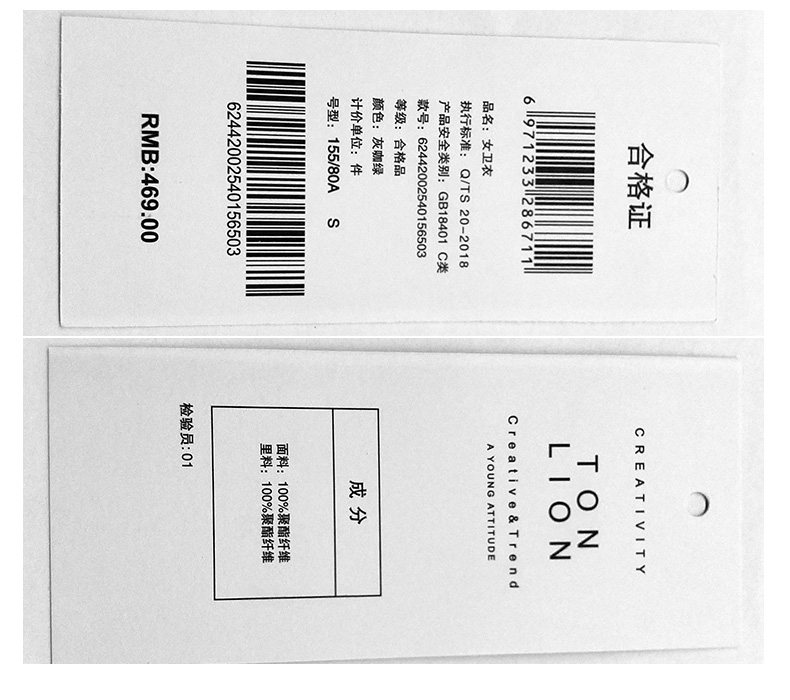 合格证
6 971233 286711
品名：女卫衣
执行标准：Q/TS 20-2018
产品安全类别：GB18401 C类
款号：62442002540156503
等级：合格品
颜色：灰咖绿
计价单位：件
号型：155/80A S
62442002540156503
RMB:469.00
CREATIVITY
TON
LION
Creative&Trend
A YOUNG ATTITUDE
成分
面料：100%聚酯纤维
里料：100%聚酯纤维
检验员:01